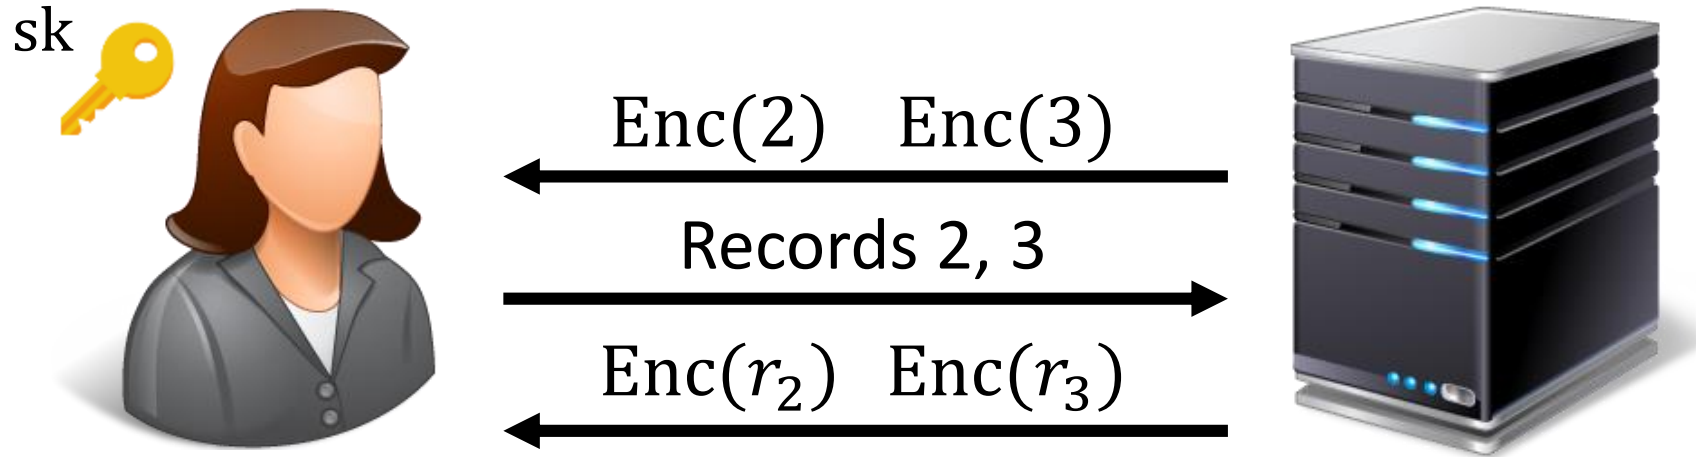 sk
Enc(2) Enc(3)
Records 2, 3
Enc(r₂) Enc(r₃)